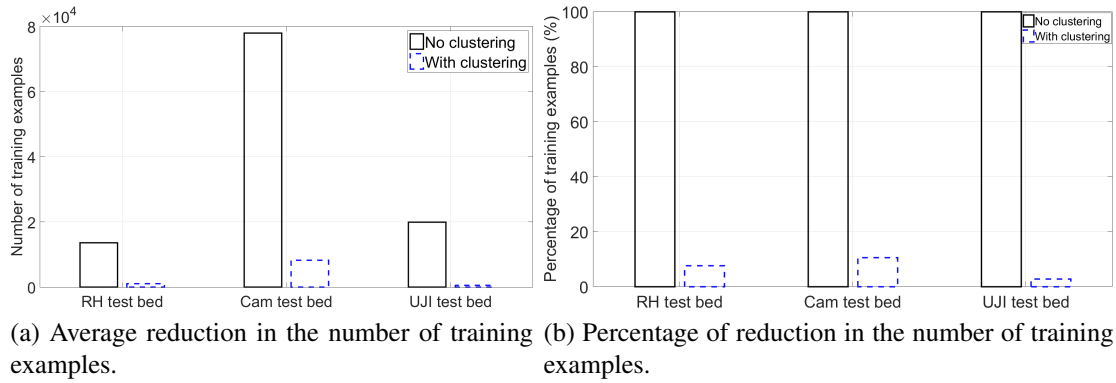 ×10⁴
8
6
4
2
0
Number of training examples
No clustering
With clustering
RH test bed
Cam test bed
UJI test bed
(a) Average reduction in the number of training
examples.
100
80
60
40
20
0
Percentage of training examples (%)
No clustering
With clustering
RH test bed
Cam test bed
UJI test bed
(b) Percentage of reduction in the number of training
examples.